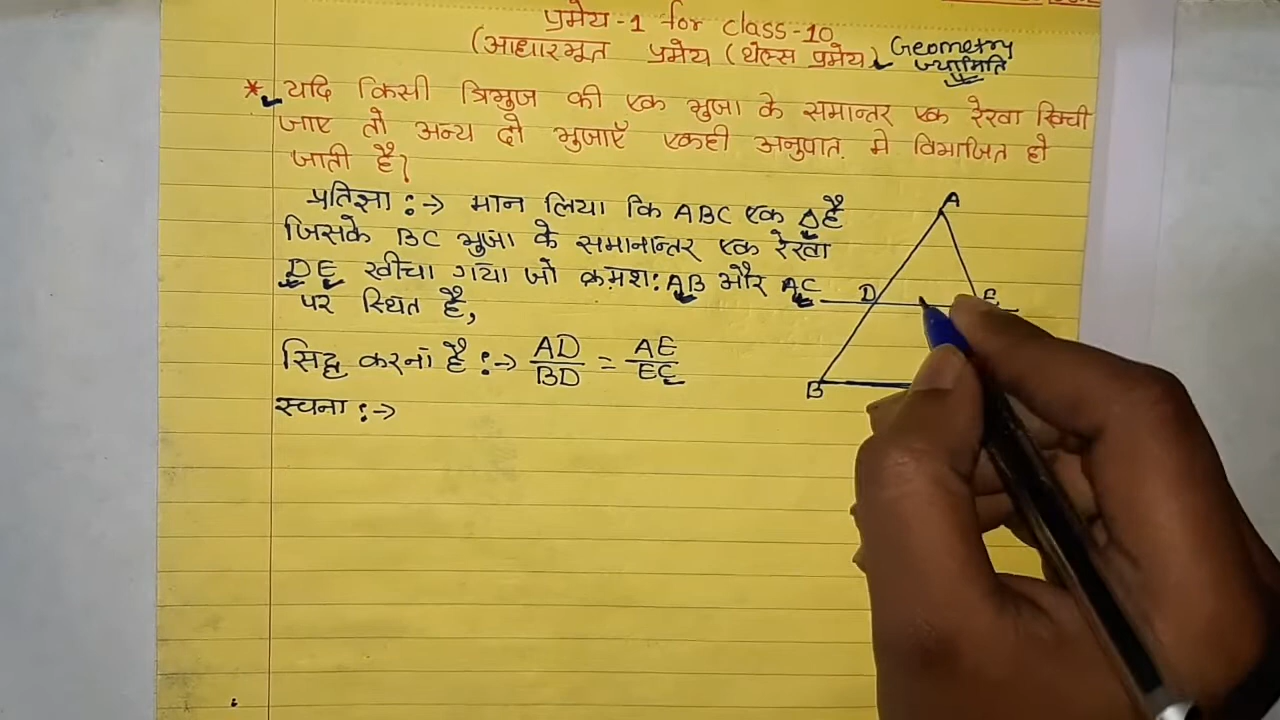 प्रमेय-1 for class-10
(आधारभूत प्रमेय (थेल्स प्रमेय)
Geometry
ज्यामिति
* यदि किसी त्रिभुज की एक भुजा के समान्तर एक रेखा खिंची
जाए तो अन्य दो भुजाएँ एकही अनुपात में विभाजित हो
जाती है।
प्रतिज्ञा :→ मान लिया कि ABC एक Δ है
जिसके BC भुजा के समानान्तर एक रेखा
DE खींचा गया जो क्रमश: AB और AC
पर स्थित है,
सिद्ध करना है :→ AD/BD = AE/EC
रचना :→
A
D E
B